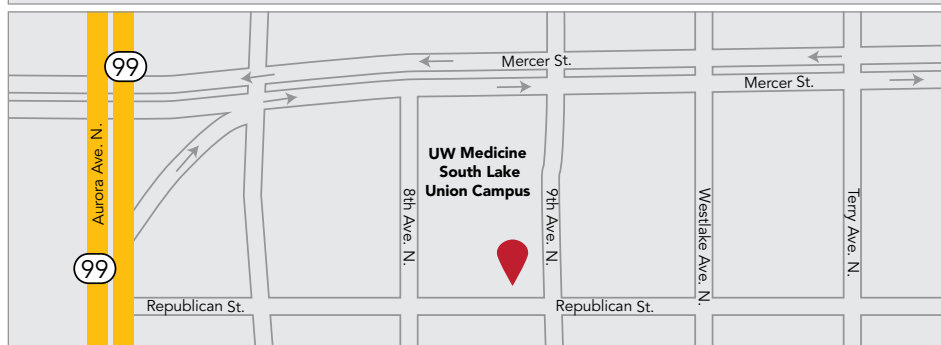 99
Mercer St.
Mercer St.
Aurora Ave. N.
UW Medicine
South Lake
Union Campus
8th Ave. N.
9th Ave. N.
Westlake Ave. N.
Terry Ave. N.
99
Republican St.
Republican St.